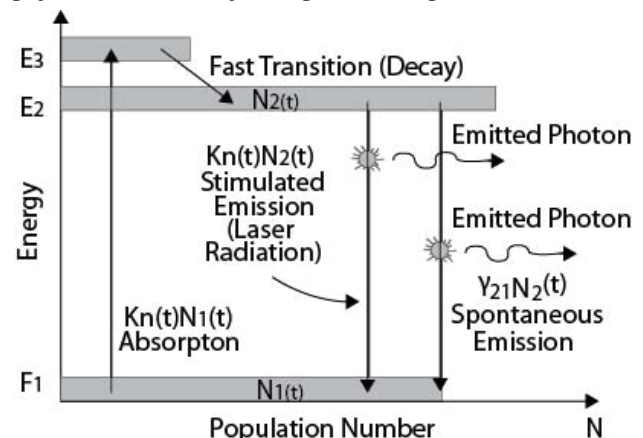 E3
Fast Transition (Decay)
E2
N2(t)
Emitted Photon
Kn(t)N2(t)
Stimulated
Emission
(Laser
Radiation)
Emitted Photon
Energy
γ21N2(t)
Spontaneous
Emission
Kn(t)N1(t)
Absorpton
F1
N1(t)
Population Number
N